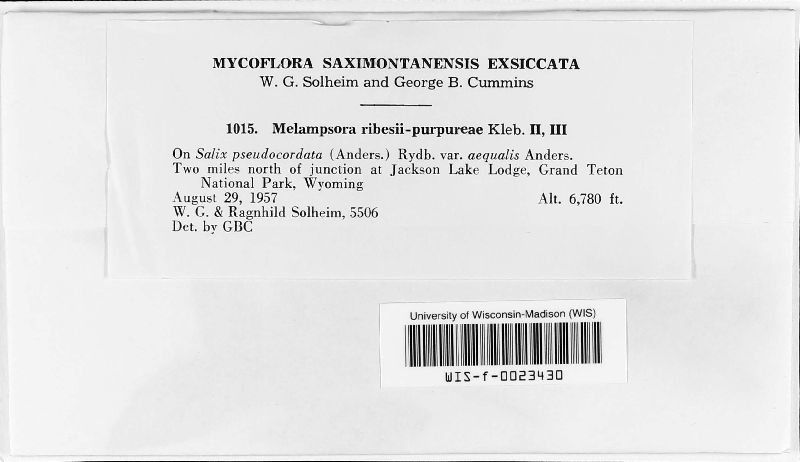 MYCOFLORA SAXIMONTANENSIS EXSICCATA
W. G. Solheim and George B. Cummins
1015. Melampsora ribesii-purpureae Kleb. II, III
On Salix pseudocordata (Anders.) Rydb. var. aequalis Anders.
Two miles north of junction at Jackson Lake Lodge, Grand Teton
National Park, Wyoming
August 29, 1957 Alt. 6,780 ft.
W. G. & Ragnhild Solheim, 5506
Det. by GBC
University of Wisconsin-Madison (WIS)
WIS-f-0023430